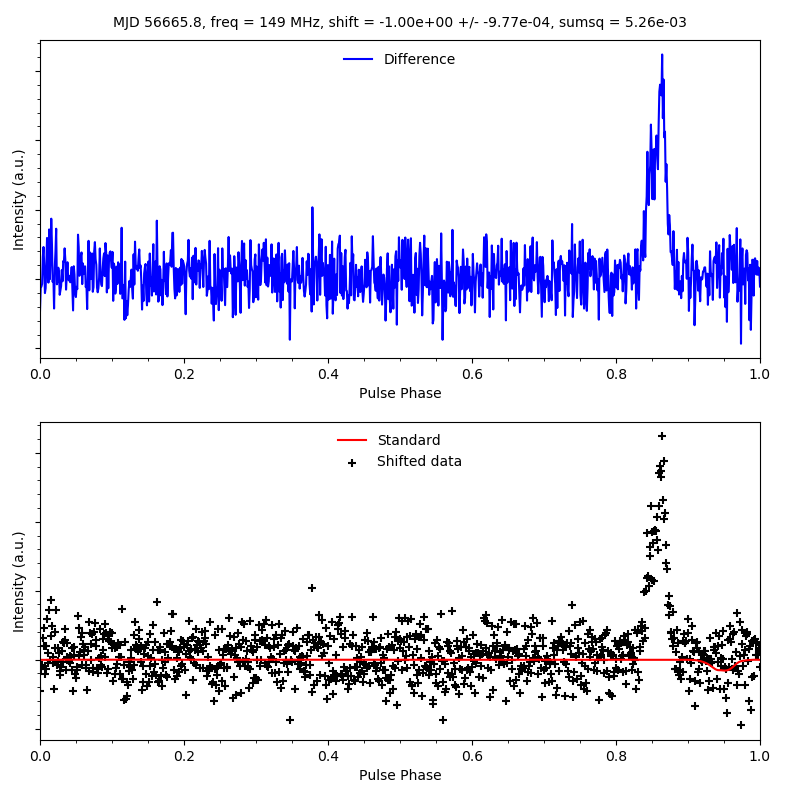 MJD 56665.8, freq = 149 MHz, shift = -1.00e+00 +/- -9.77e-04, sumsq = 5.26e-03
Difference
Intensity (a.u.)
0.0 0.2 0.4 0.6 0.8 1.0
Pulse Phase
Standard
Shifted data
Intensity (a.u.)
0.0 0.2 0.4 0.6 0.8 1.0
Pulse Phase